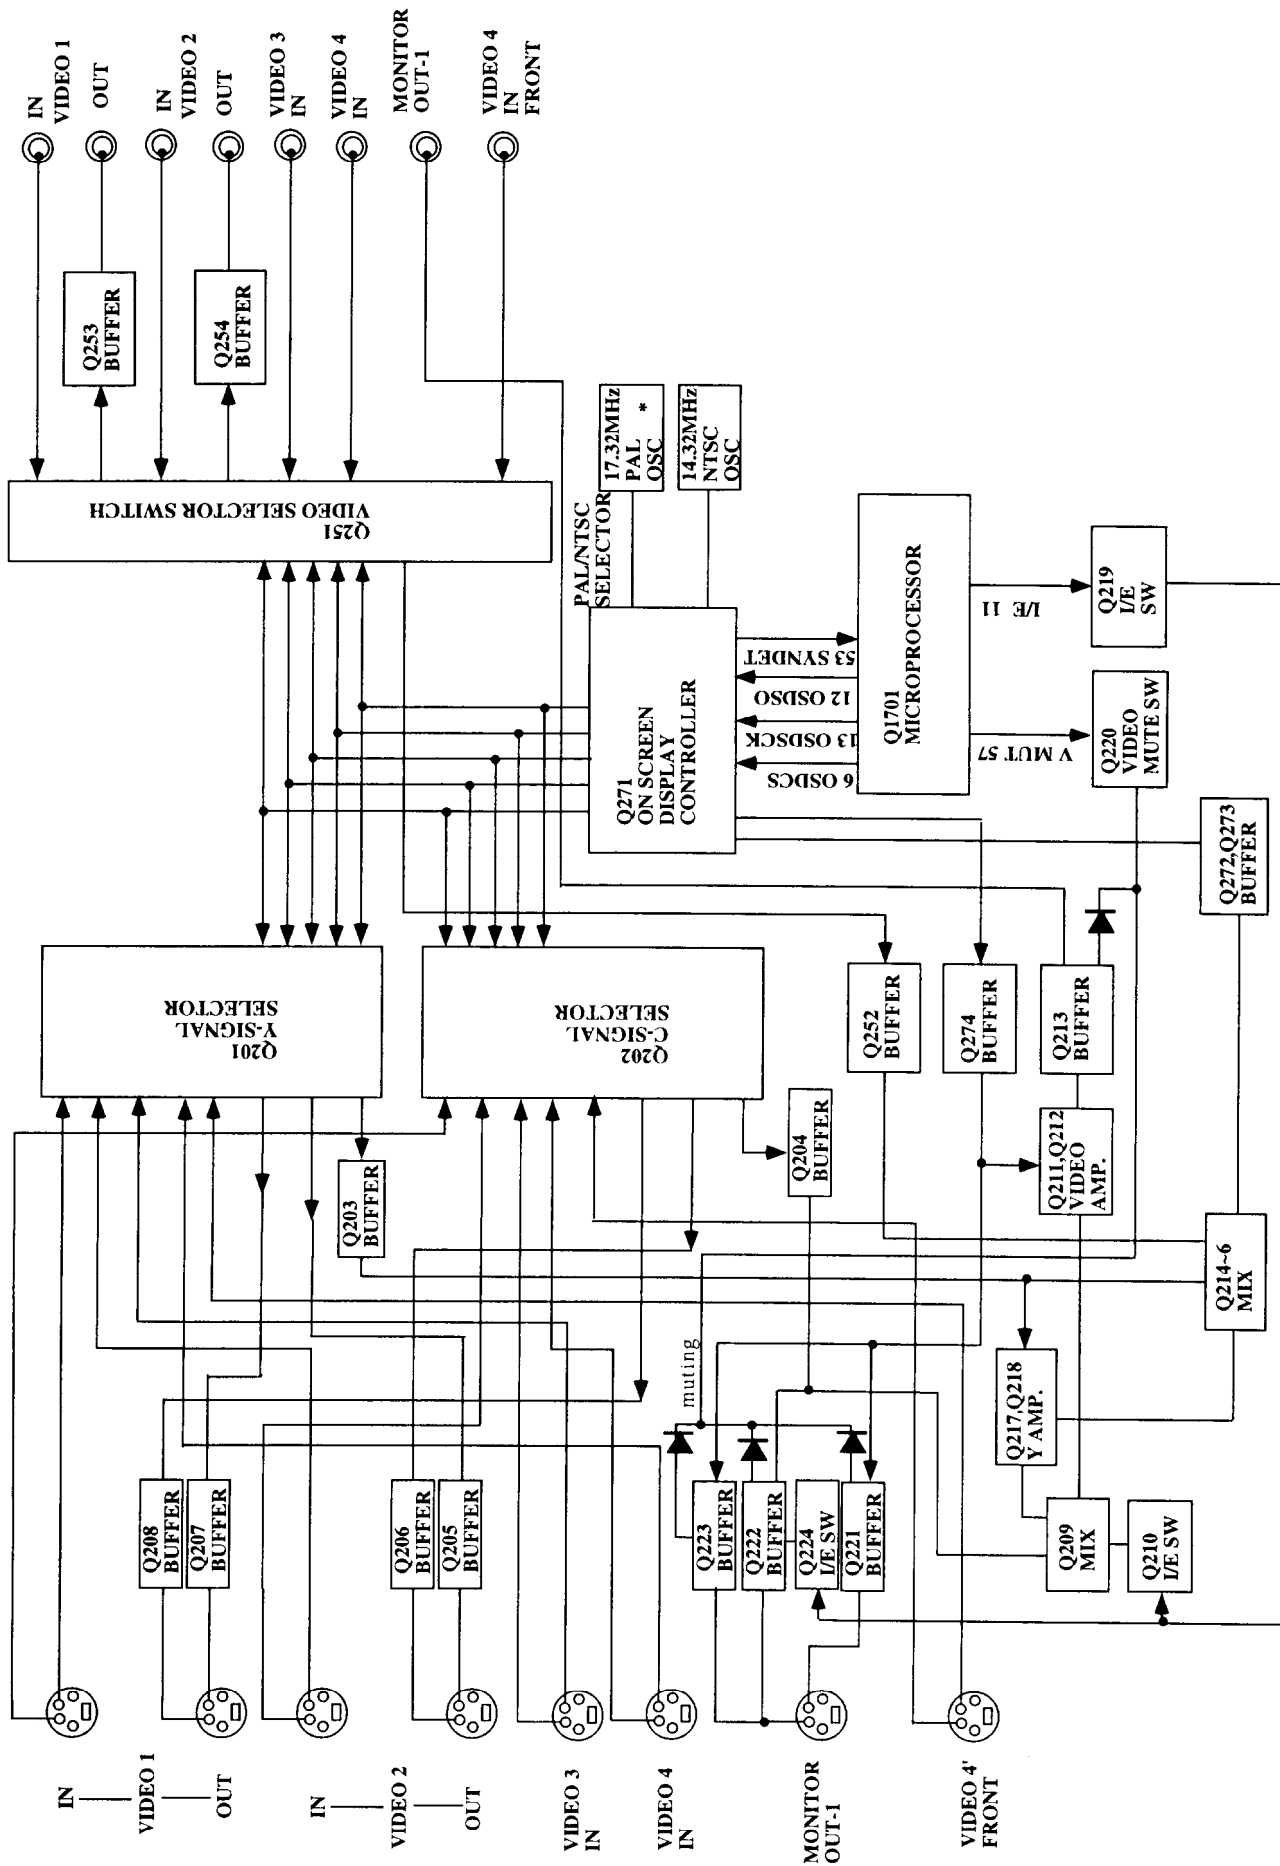 IN
VIDEO 1
OUT
IN
VIDEO 2
OUT
VIDEO 3
IN
VIDEO 4
IN
MONITOR
OUT-1
VIDEO 4
IN
FRONT
Q253
BUFFER
Q254
BUFFER
Q251
VIDEO SELECTOR SWITCH
PAL/NTSC
SELECTOR
17.32MHz
PAL *
OSC
14.32MHz
NTSC
OSC
Q271
ON SCREEN
DISPLAY
CONTROLLER
6 OSDCS
13 OSDSCK
12 OSDSO
53 SYNDET
Q1701
MICROPROCESSOR
V MUT 57
I/E 11
Q220
VIDEO
MUTE SW
Q219
I/E
SW
Q201
Y-SIGNAL
SELECTOR
Q202
C-SIGNAL
SELECTOR
Q252
BUFFER
Q274
BUFFER
Q213
BUFFER
Q272,Q273
BUFFER
Q203
BUFFER
Q204
BUFFER
Q211,Q212
VIDEO
AMP.
Q214~6
MIX
muting
Q217,Q218
Y AMP.
Q208
BUFFER
Q207
BUFFER
Q206
BUFFER
Q205
BUFFER
Q223
BUFFER
Q222
BUFFER
Q224
I/E SW
Q221
BUFFER
Q209
MIX
Q210
I/E SW
IN
VIDEO 1
OUT
IN
VIDEO 2
OUT
VIDEO 3
IN
VIDEO 4
IN
MONITOR
OUT-1
VIDEO 4'
FRONT